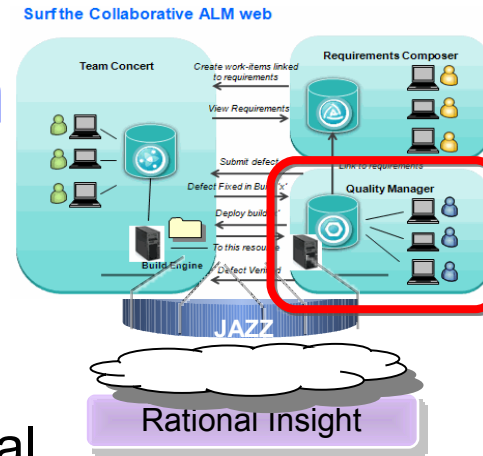 Surf the Collaborative ALM web
Team Concert
Create work-items linked
to requirements
View Requirements
Requirements Composer
Submit defect
Link to requirements
Defect Fixed in Build 'x'
Quality Manager
Deploy build 'x'
To this resource
Build Engine
Defect Verified
JAZZ
Rational Insight
al